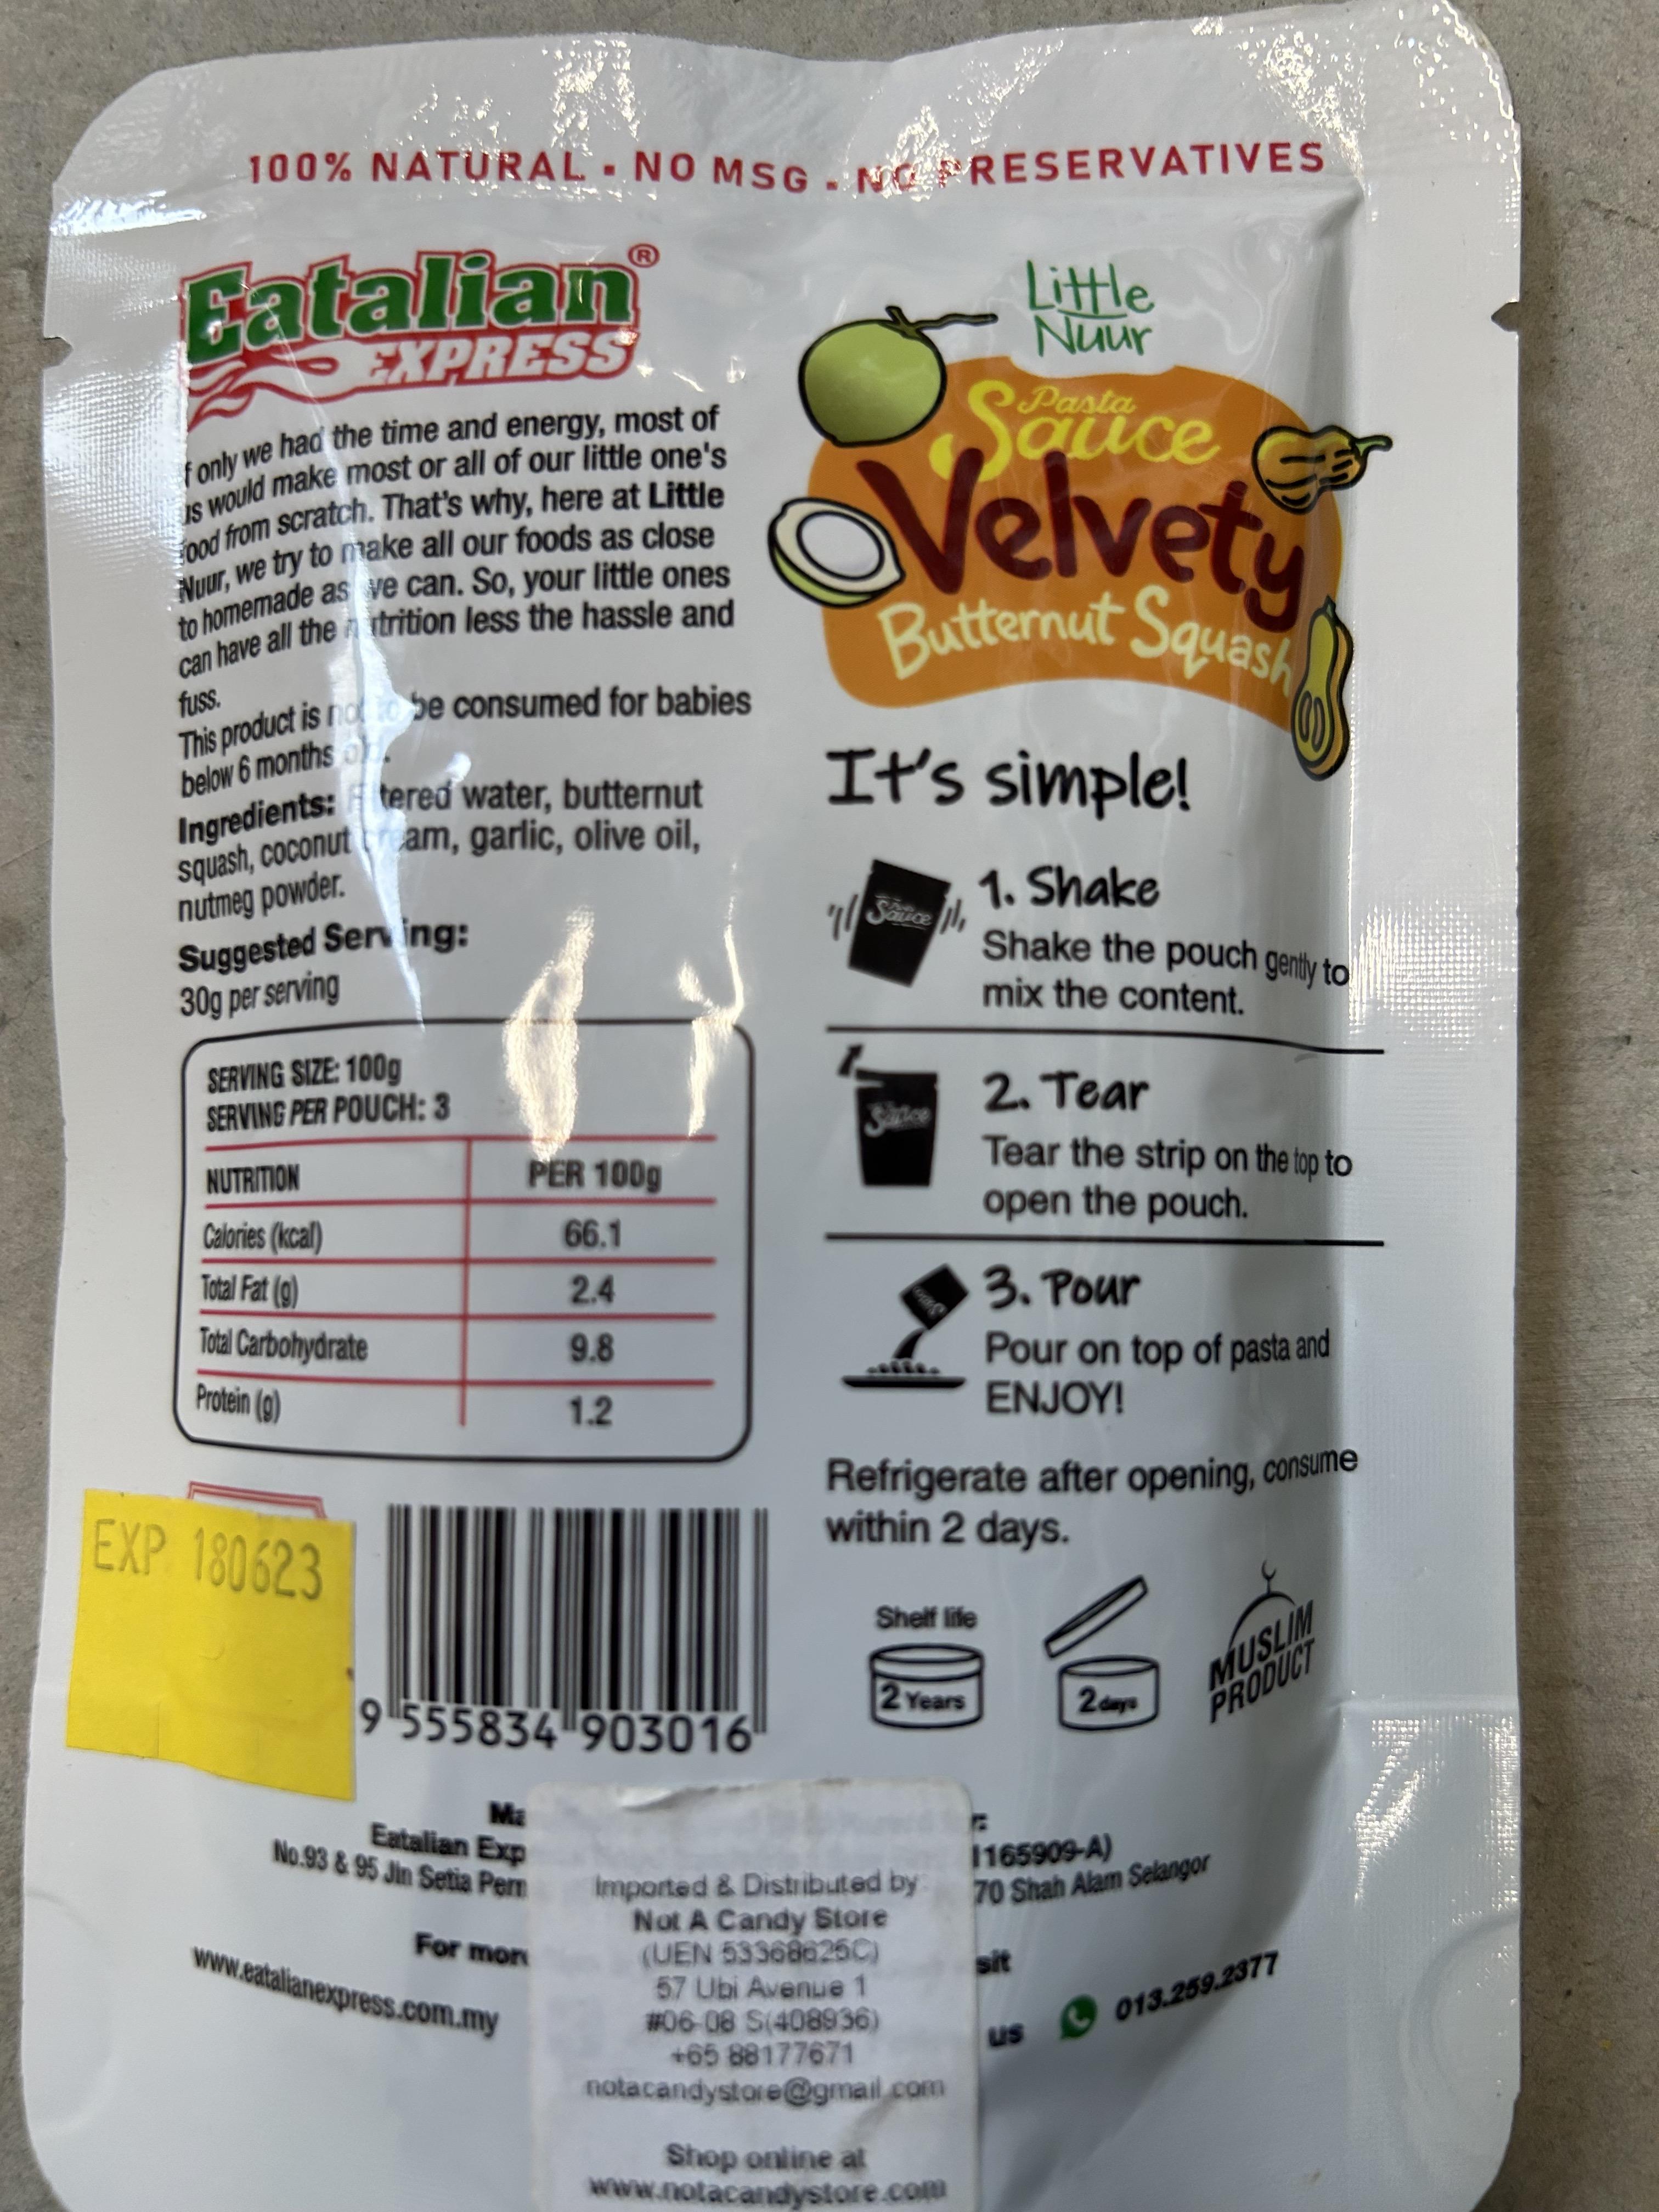 100% NATURAL • NO MSG • NO PRESERVATIVES
Eatalian®
EXPRESS
f only we had the time and energy, most of
us would make most or all of our little one's
food from scratch. That's why, here at Little
Nuur, we try to make all our foods as close
to homemade as we can. So, your little ones
can have all the nutrition less the hassle and
fuss.
This product is not to be consumed for babies
below 6 months old.
Ingredients: Filtered water, butternut
squash, coconut cream, garlic, olive oil,
nutmeg powder.
Suggested Serving:
30g per serving
SERVING SIZE: 100g
SERVING PER POUCH: 3
NUTRITION PER 100g
Calories (kcal) 66.1
Total Fat (g) 2.4
Total Carbohydrate 9.8
Protein (g) 1.2
EXP 180623
9 555834 903016
Little
Nuur
Pasta
Sauce
Velvety
Butternut Squash
It's simple!
Sauce
1. Shake
Shake the pouch gently to
mix the content.
Sauce
2. Tear
Tear the strip on the top to
open the pouch.
3. Pour
Pour on top of pasta and
ENJOY!
Refrigerate after opening, consume
within 2 days.
Shelf life
2 Years
2 days
MUSLIM
PRODUCT
Ma
Eatalian Exp 1165909-A)
No.93 & 95 Jln Setia Perm 70 Shah Alam Selangor
For more sit
www.eatalianexpress.com.my us 013.259.2377
Imported & Distributed by:
Not A Candy Store
(UEN 53368625C)
57 Ubi Avenue 1
#06-08 S(408936)
+65 88177671
notacandystore@gmail.com
Shop online at
www.notacandystore.com